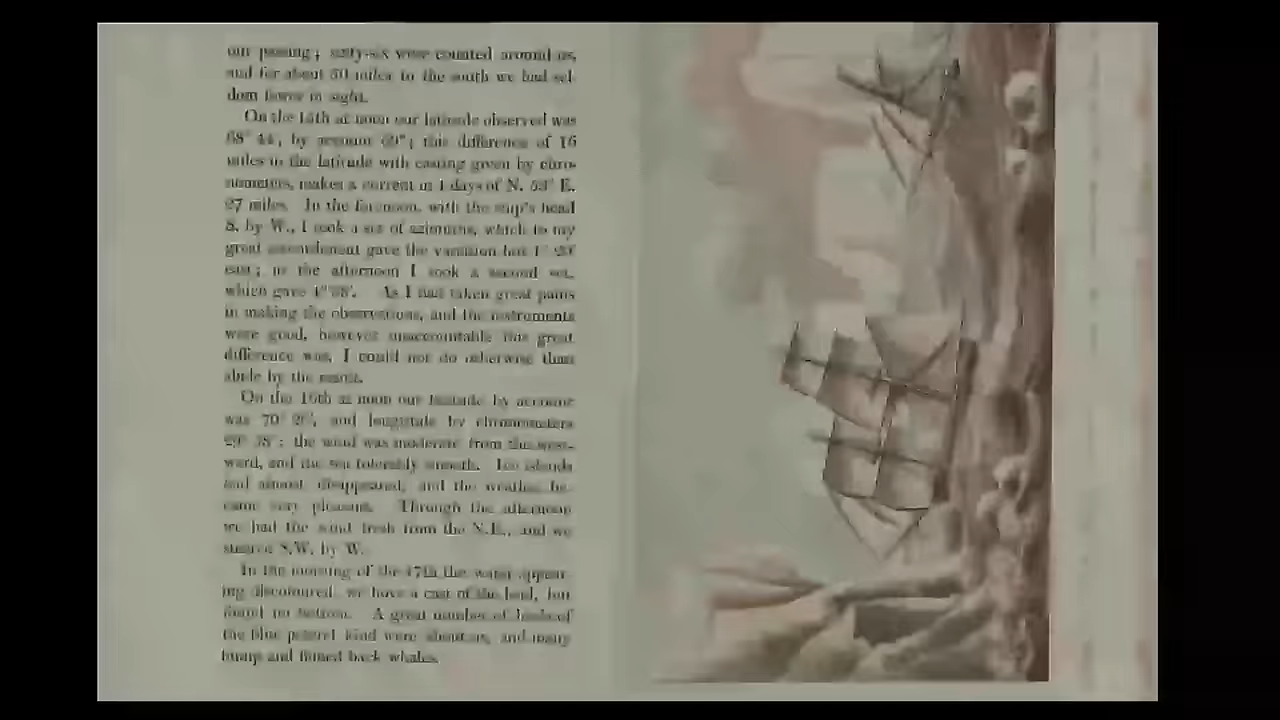 our passing; sixty-six were counted around us,
and for about 50 miles to the south we had sel-
dom fewer in sight.
On the 14th at noon our latitude observed was
68° by account 69°; this difference of 16
miles in the latitude with easting given by chro-
nometers, makes a current in 4 days of N. 53° E.
27 miles. In the forenoon, with the ship's head
S. by W., I took a set of azimuths, which to my
great astonishment gave the variation but 1° 20'
east; in the afternoon I took a second set,
which gave 4° 58'. As I had taken great pains
in making the observations, and the instruments
were good, however unaccountable this great
difference was, I could not do otherwise than
abide by the result.
On the 16th at noon our latitude by account
was 70° 26', and longitude by chronometers
29° 58'; the wind was moderate from the west-
ward, and the sea tolerably smooth. Ice islands
had almost disappeared, and the weather be-
came very pleasant. Through the afternoon
we had the wind fresh from the N.E., and we
steered S.W. by W.
In the morning of the 17th the water appear-
ing discoloured we hove a cast of the lead, but
found no bottom. A great number of birds of
the blue peterel kind were about us, and many
hump and finned back whales.